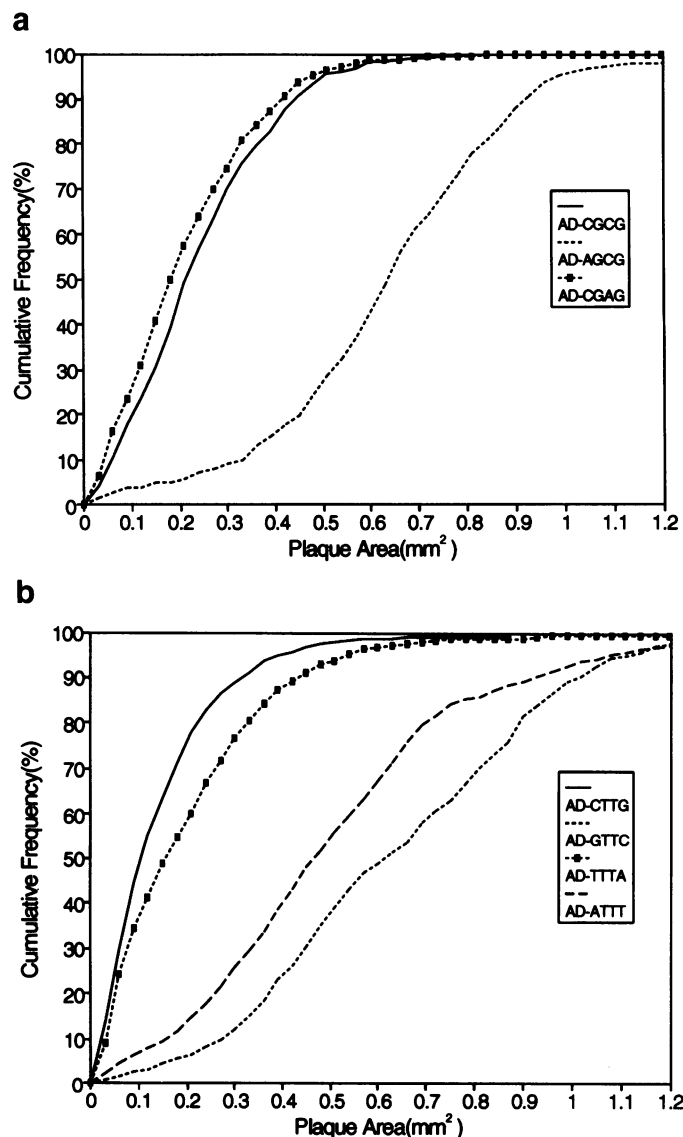 a
100
90
80
70
60
50
40
30
20
10
0
Cumulative Frequency(%)
AD-CGCG
AD-AGCG
AD-CGAG
0 0.1 0.2 0.3 0.4 0.5 0.6 0.7 0.8 0.9 1 1.1 1.2
Plaque Area(mm²)
b
100
90
80
70
60
50
40
30
20
10
0
Cumulative Frequency(%)
AD-CTTG
AD-GTTC
AD-TTTA
AD-ATTT
0 0.1 0.2 0.3 0.4 0.5 0.6 0.7 0.8 0.9 1 1.1 1.2
Plaque Area(mm²)